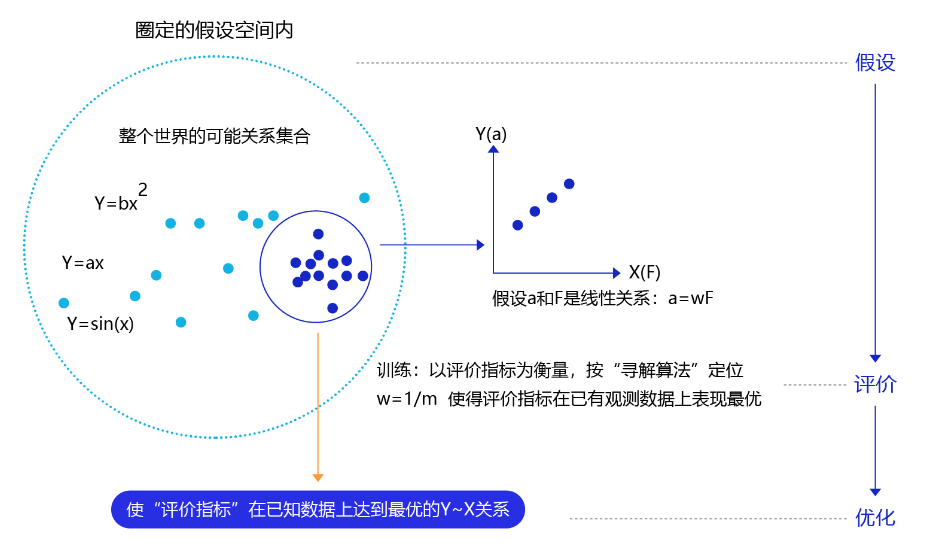 圈定的假设空间内
假设
整个世界的可能关系集合
Y(a)
Y=bx²
Y=ax
X(F)
假设a和F是线性关系：a=wF
Y=sin(x)
训练：以评价指标为衡量，按“寻解算法”定位
w=1/m 使得评价指标在已有观测数据上表现最优
评价
使“评价指标”在已知数据上达到最优的Y~X关系
优化